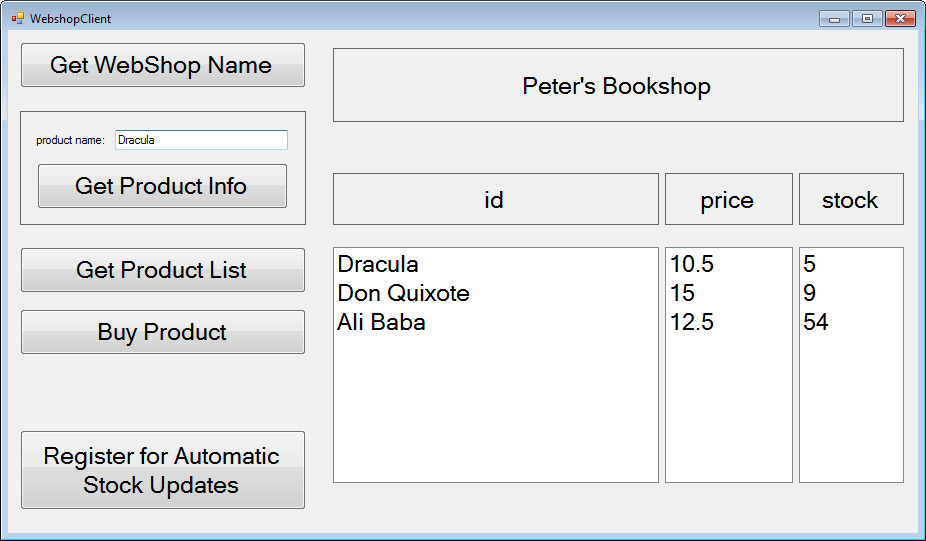 WebshopClient
Get WebShop Name
Peter's Bookshop
product name: Dracula
Get Product Info
id price stock
Get Product List
Dracula 10.5 5
Don Quixote 15 9
Ali Baba 12.5 54
Buy Product
Register for Automatic
Stock Updates